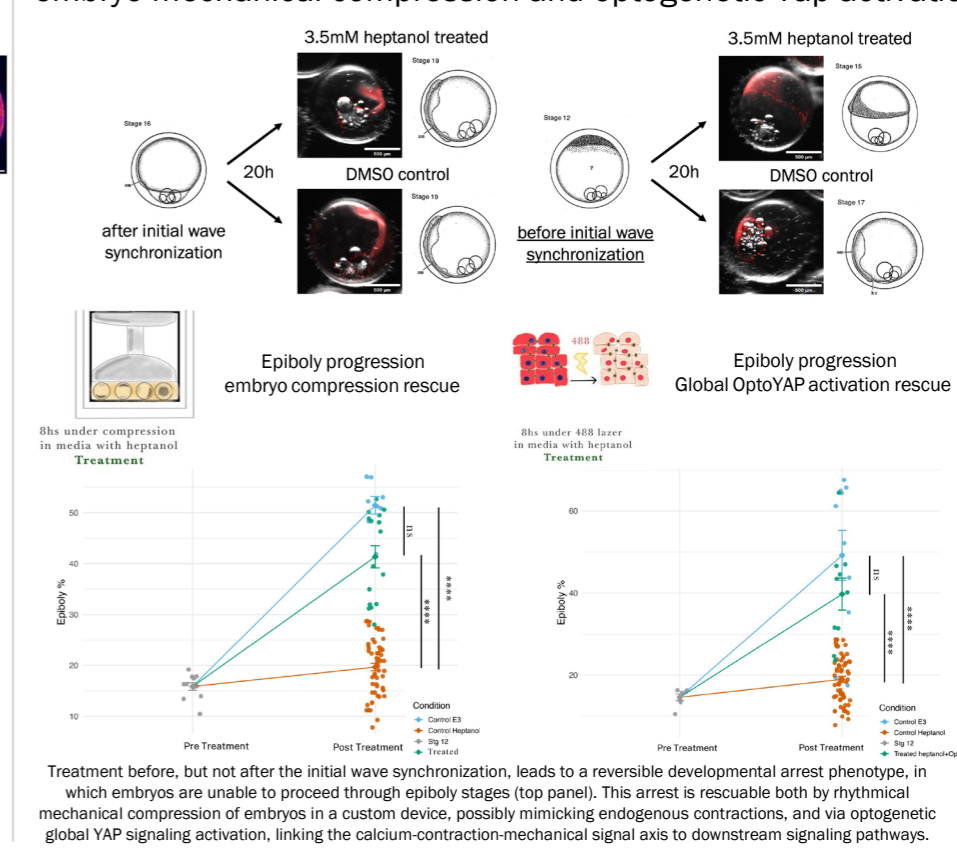 embryo mechanical compression and optogenetic Yap activatio
3.5mM heptanol treated
Stage 19
Stage 16
20h
500 µm
DMSO control
Stage 19
after initial wave
synchronization
500 µm
3.5mM heptanol treated
Stage 15
Stage 12
20h
500 µm
DMSO control
Stage 17
before initial wave
synchronization
500 µm
Epiboly progression
embryo compression rescue
8hs under compression
in media with heptanol
Treatment
488
Epiboly progression
Global OptoYAP activation rescue
8hs under 488 lazer
in media with heptanol
Treatment
Epiboly %
50
40
30
20
10
ns
****
****
Pre Treatment
Post Treatment
Condition
Control E3
Control Heptanol
Stg 12
Treated
Epiboly %
60
40
20
ns
****
****
Pre Treatment
Post Treatment
Condition
Control E3
Control Heptanol
Stg 12
Treated heptanol+Op
Treatment before, but not after the initial wave synchronization, leads to a reversible developmental arrest phenotype, in
which embryos are unable to proceed through epiboly stages (top panel). This arrest is rescuable both by rhythmical
mechanical compression of embryos in a custom device, possibly mimicking endogenous contractions, and via optogenetic
global YAP signaling activation, linking the calcium-contraction-mechanical signal axis to downstream signaling pathways.